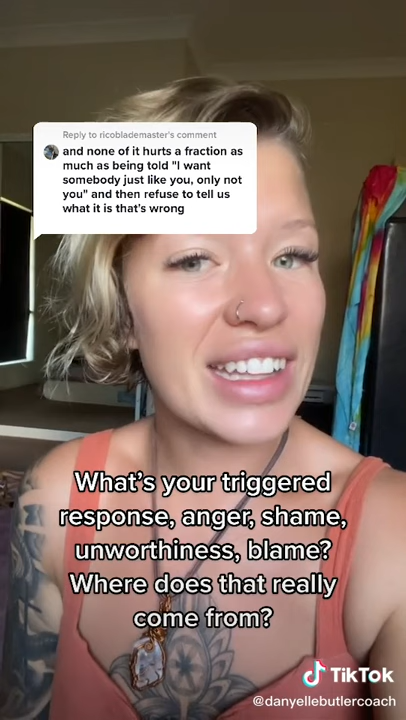 Reply to ricoblademaster's comment
and none of it hurts a fraction as
much as being told "I want
somebody just like you, only not
you" and then refuse to tell us
what it is that's wrong
What's your triggered
response, anger, shame,
unworthiness, blame?
Where does that really
come from?
TikTok
@danyellebutlercoach